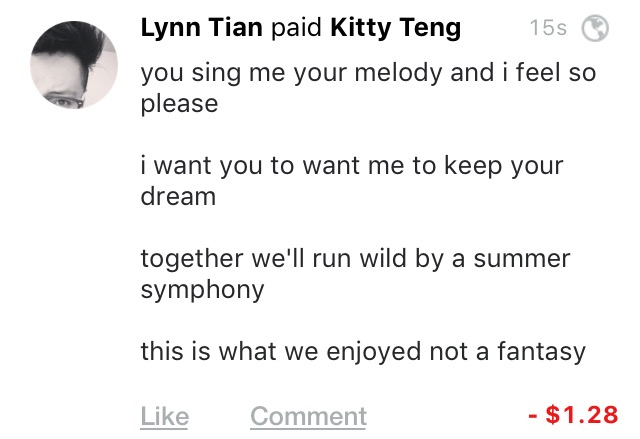 Lynn Tian paid Kitty Teng 15s
you sing me your melody and i feel so
please
i want you to want me to keep your
dream
together we'll run wild by a summer
symphony
this is what we enjoyed not a fantasy
Like Comment - $1.28